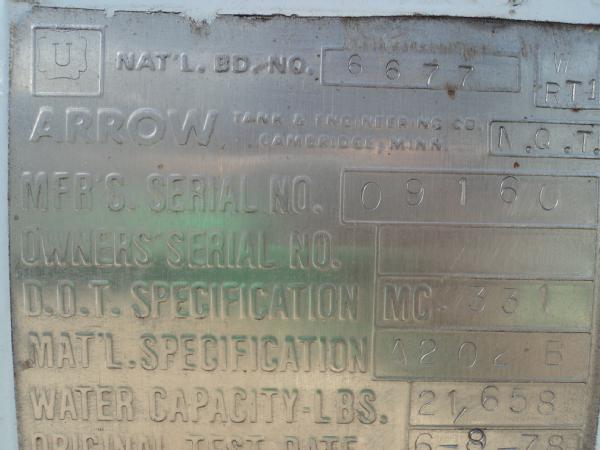 U NAT'L. BD. NO. 6677 W
RT1
ARROW TANK & ENGINEERING CO.
CAMBRIDGE, MINN. N.Q.T.
MFR'S. SERIAL NO. 09160
OWNERS' SERIAL NO.
D.O.T. SPECIFICATION MC 331
MAT'L. SPECIFICATION A202 B
WATER CAPACITY-LBS. 21,658
ORIGINAL TEST DATE 6-8-78